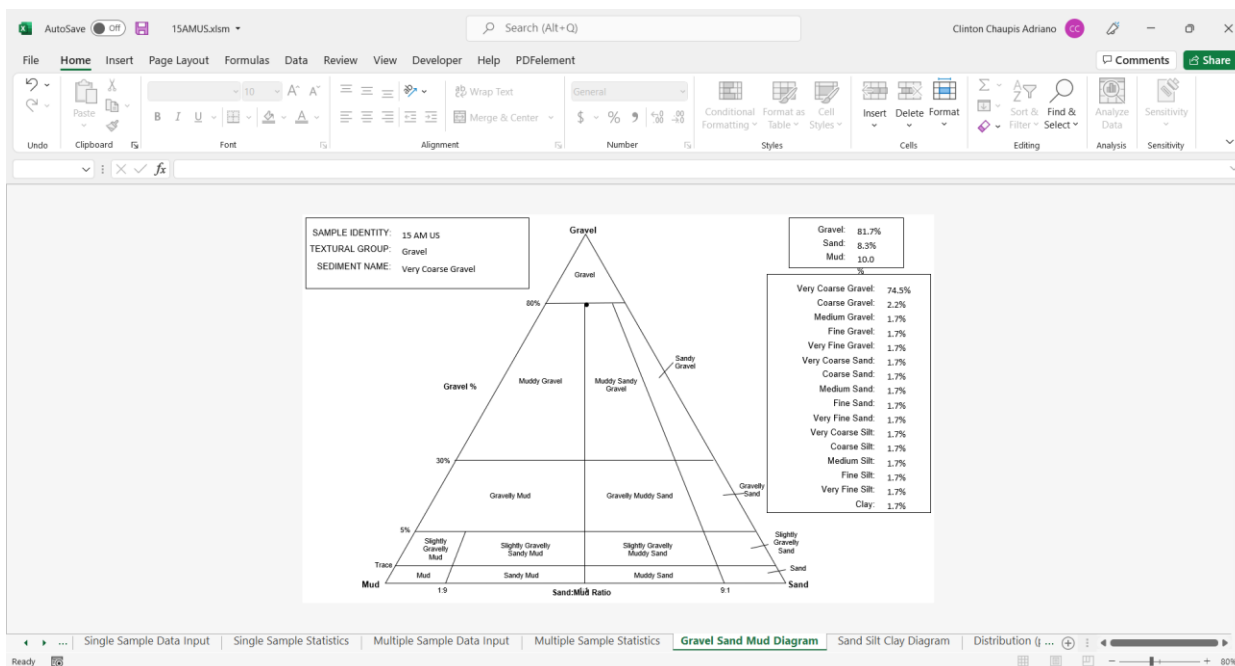 AutoSave Off 15AMUS.xlsm Search (Alt+Q) Clinton Chaupis Adriano CC
File Home Insert Page Layout Formulas Data Review View Developer Help PDFelement Comments Share
Paste 10 A A Wrap Text General Conditional Formatting Format as Table Cell Styles Insert Delete Format Sort & Filter Find & Select Analyze Data Sensitivity
B I U A Merge & Center $ % 9
Undo Clipboard Font Alignment Number Styles Cells Editing Analysis Sensitivity
fx
SAMPLE IDENTITY: 15 AM US
TEXTURAL GROUP: Gravel
SEDIMENT NAME: Very Coarse Gravel
Gravel
Gravel: 81.7%
Sand: 8.3%
Mud: 10.0
%
Gravel
80%
Very Coarse Gravel: 74.5%
Coarse Gravel: 2.2%
Medium Gravel: 1.7%
Fine Gravel: 1.7%
Very Fine Gravel: 1.7%
Very Coarse Sand: 1.7%
Coarse Sand: 1.7%
Medium Sand: 1.7%
Fine Sand: 1.7%
Very Fine Sand: 1.7%
Very Coarse Silt: 1.7%
Coarse Silt: 1.7%
Medium Silt: 1.7%
Fine Silt: 1.7%
Very Fine Silt: 1.7%
Clay: 1.7%
Sandy
Gravel
Gravel %
Muddy Gravel
Muddy Sandy
Gravel
30%
Gravelly Mud
Gravelly Muddy Sand
Gravelly
Sand
5%
Slightly
Gravelly
Mud
Slightly Gravelly
Sandy Mud
Slightly Gravelly
Muddy Sand
Slightly
Gravelly
Sand
Trace
Mud
Sandy Mud
Muddy Sand
Sand
Mud
Sand
1:9
Sand:Mud Ratio
9:1
... Single Sample Data Input Single Sample Statistics Multiple Sample Data Input Multiple Sample Statistics Gravel Sand Mud Diagram Sand Silt Clay Diagram Distribution (g ...
Ready 80%